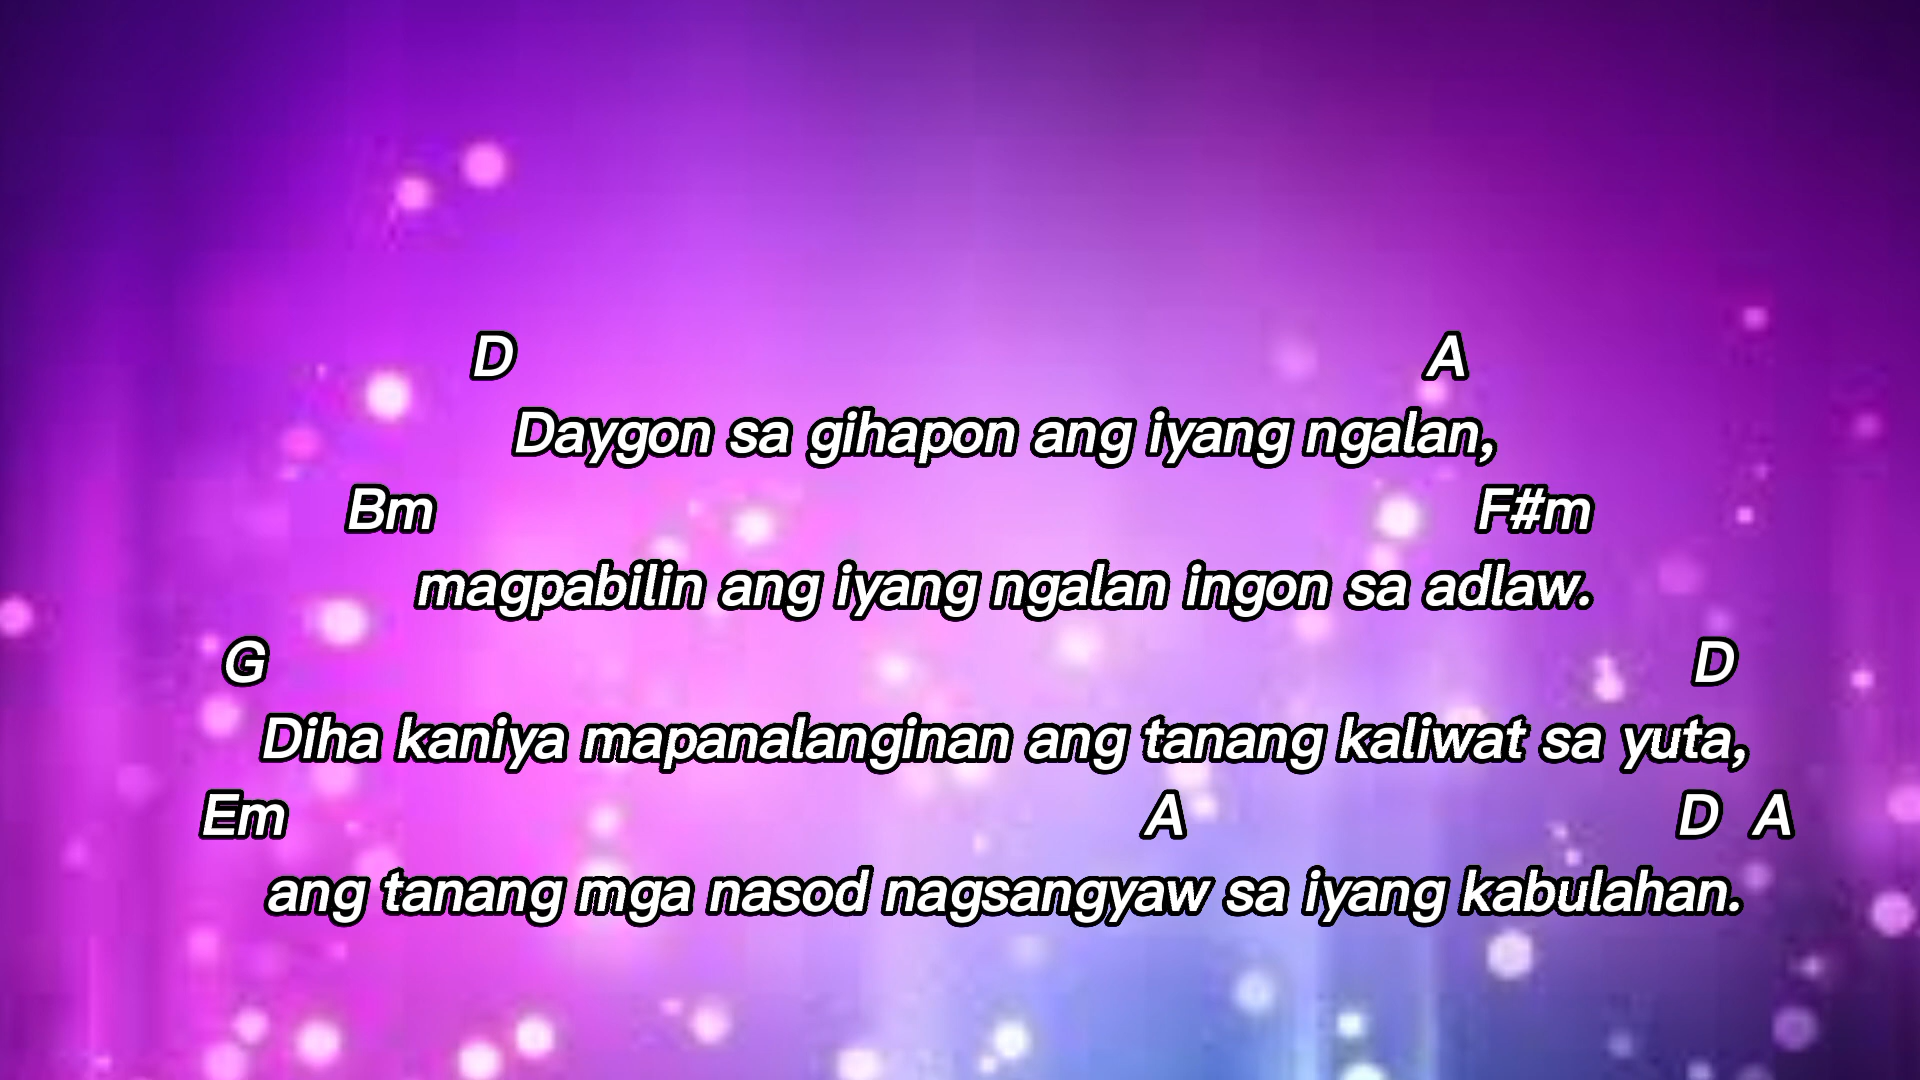 D A
Daygon sa gihapon ang iyang ngalan,
Bm F#m
magpabilin ang iyang ngalan ingon sa adlaw.
G D
Diha kaniya mapanalanginan ang tanang kaliwat sa yuta,
Em A D A
ang tanang mga nasod nagsangyaw sa iyang kabulahan.